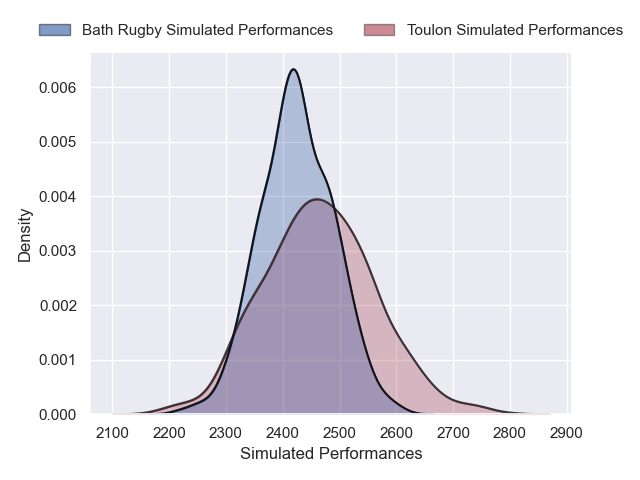 Bath Rugby Simulated Performances Toulon Simulated Performances
0.006
0.005
0.004
0.003
0.002
0.001
0.000
Density
2100 2200 2300 2400 2500 2600 2700 2800 2900
Simulated Performances